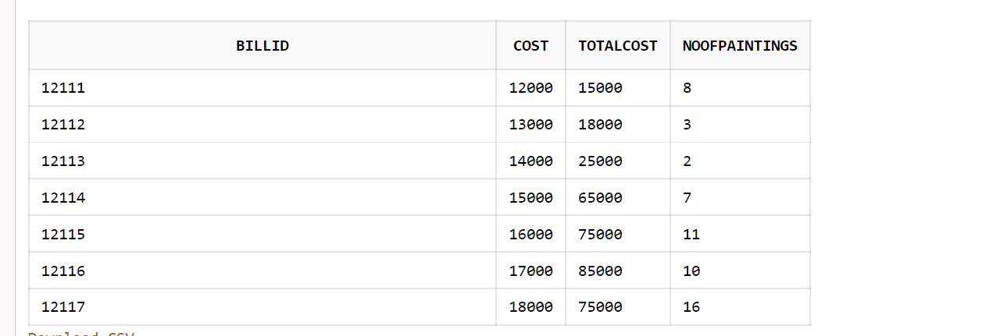 BILLID COST TOTALCOST NOOFPAINTINGS
12111 12000 15000 8
12112 13000 18000 3
12113 14000 25000 2
12114 15000 65000 7
12115 16000 75000 11
12116 17000 85000 10
12117 18000 75000 16
Download CSV